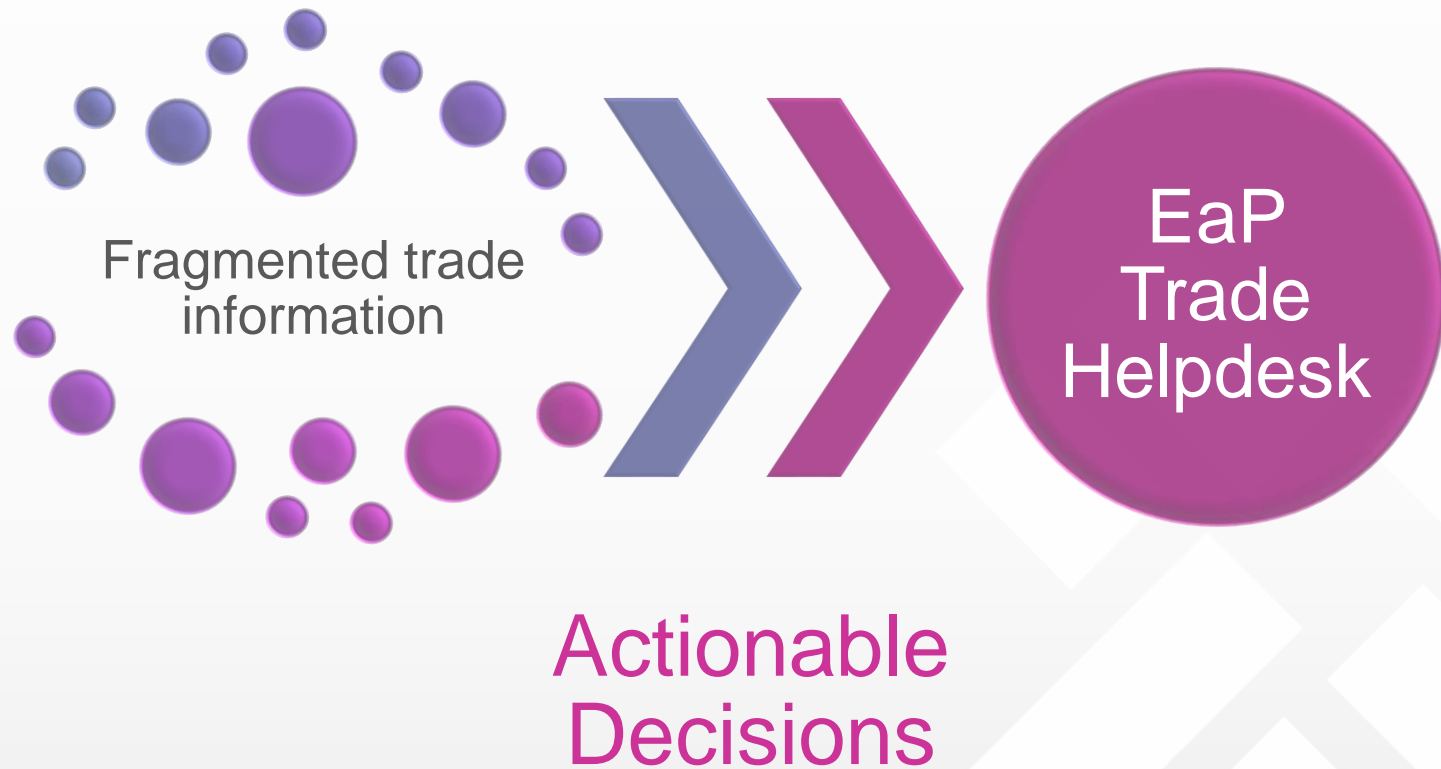 Fragmented trade
information
EaP
Trade
Helpdesk
Actionable
Decisions